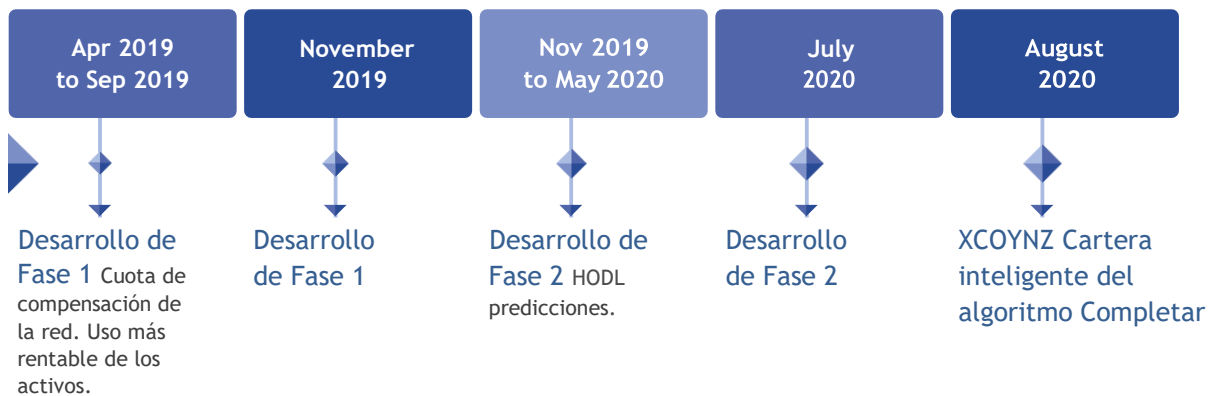 Apr 2019
to Sep 2019
November
2019
Nov 2019
to May 2020
July
2020
August
2020
Desarrollo de
Fase 1 Cuota de
compensación de
la red. Uso más
rentable de los
activos.
Desarrollo
de Fase 1
Desarrollo de
Fase 2 HODL
predicciones.
Desarrollo
de Fase 2
XCOYNZ Cartera
inteligente del
algoritmo Completar